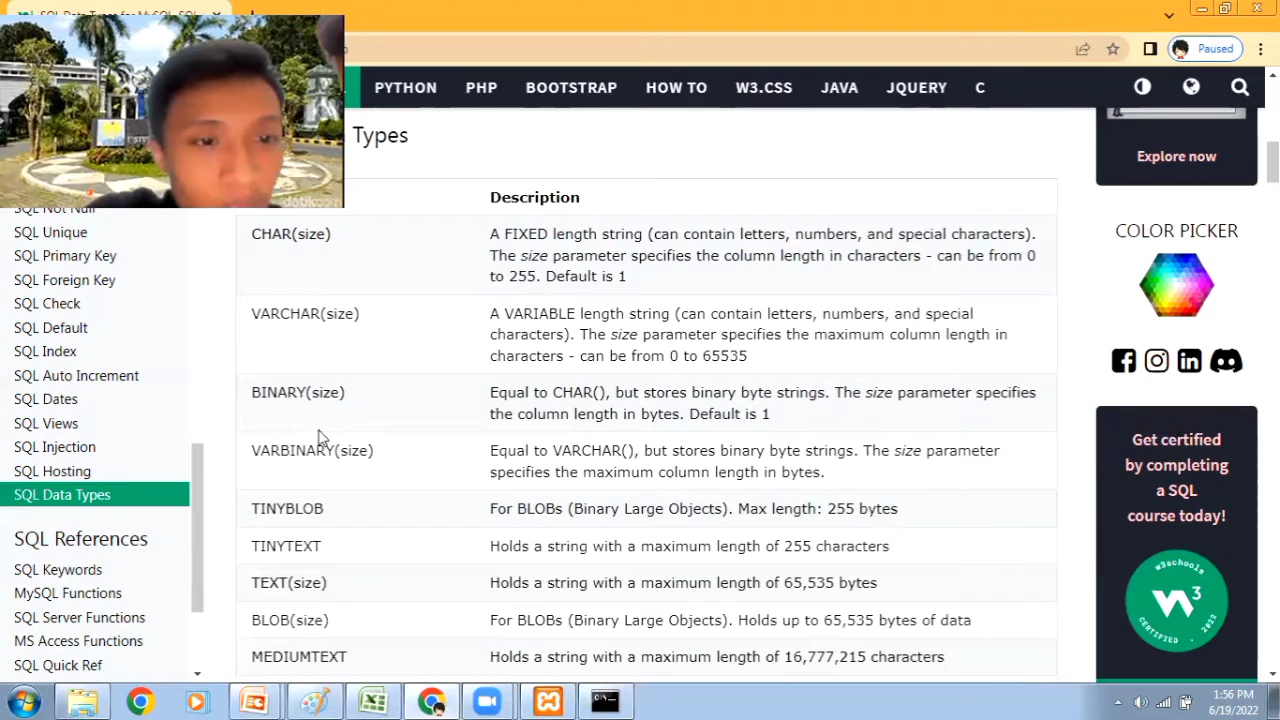 SQL Data Types for MySQL, SQL
Paused
PYTHON PHP BOOTSTRAP HOW TO W3.CSS JAVA JQUERY C
Types
Explore now
detikcom
Description
CHAR(size)
A FIXED length string (can contain letters, numbers, and special characters).
The size parameter specifies the column length in characters - can be from 0
to 255. Default is 1
VARCHAR(size)
A VARIABLE length string (can contain letters, numbers, and special
characters). The size parameter specifies the maximum column length in
characters - can be from 0 to 65535
BINARY(size)
Equal to CHAR(), but stores binary byte strings. The size parameter specifies
the column length in bytes. Default is 1
VARBINARY(size)
Equal to VARCHAR(), but stores binary byte strings. The size parameter
specifies the maximum column length in bytes.
TINYBLOB
For BLOBs (Binary Large Objects). Max length: 255 bytes
TINYTEXT
Holds a string with a maximum length of 255 characters
TEXT(size)
Holds a string with a maximum length of 65,535 bytes
BLOB(size)
For BLOBs (Binary Large Objects). Holds up to 65,535 bytes of data
MEDIUMTEXT
Holds a string with a maximum length of 16,777,215 characters
SQL Not Null
SQL Unique
SQL Primary Key
SQL Foreign Key
SQL Check
SQL Default
SQL Index
SQL Auto Increment
SQL Dates
SQL Views
SQL Injection
SQL Hosting
SQL Data Types
SQL References
SQL Keywords
MySQL Functions
SQL Server Functions
MS Access Functions
SQL Quick Ref
COLOR PICKER
Get certified
by completing
a SQL
course today!
w3schools
W3
CERTIFIED . 2022
1:56 PM
6/19/2022